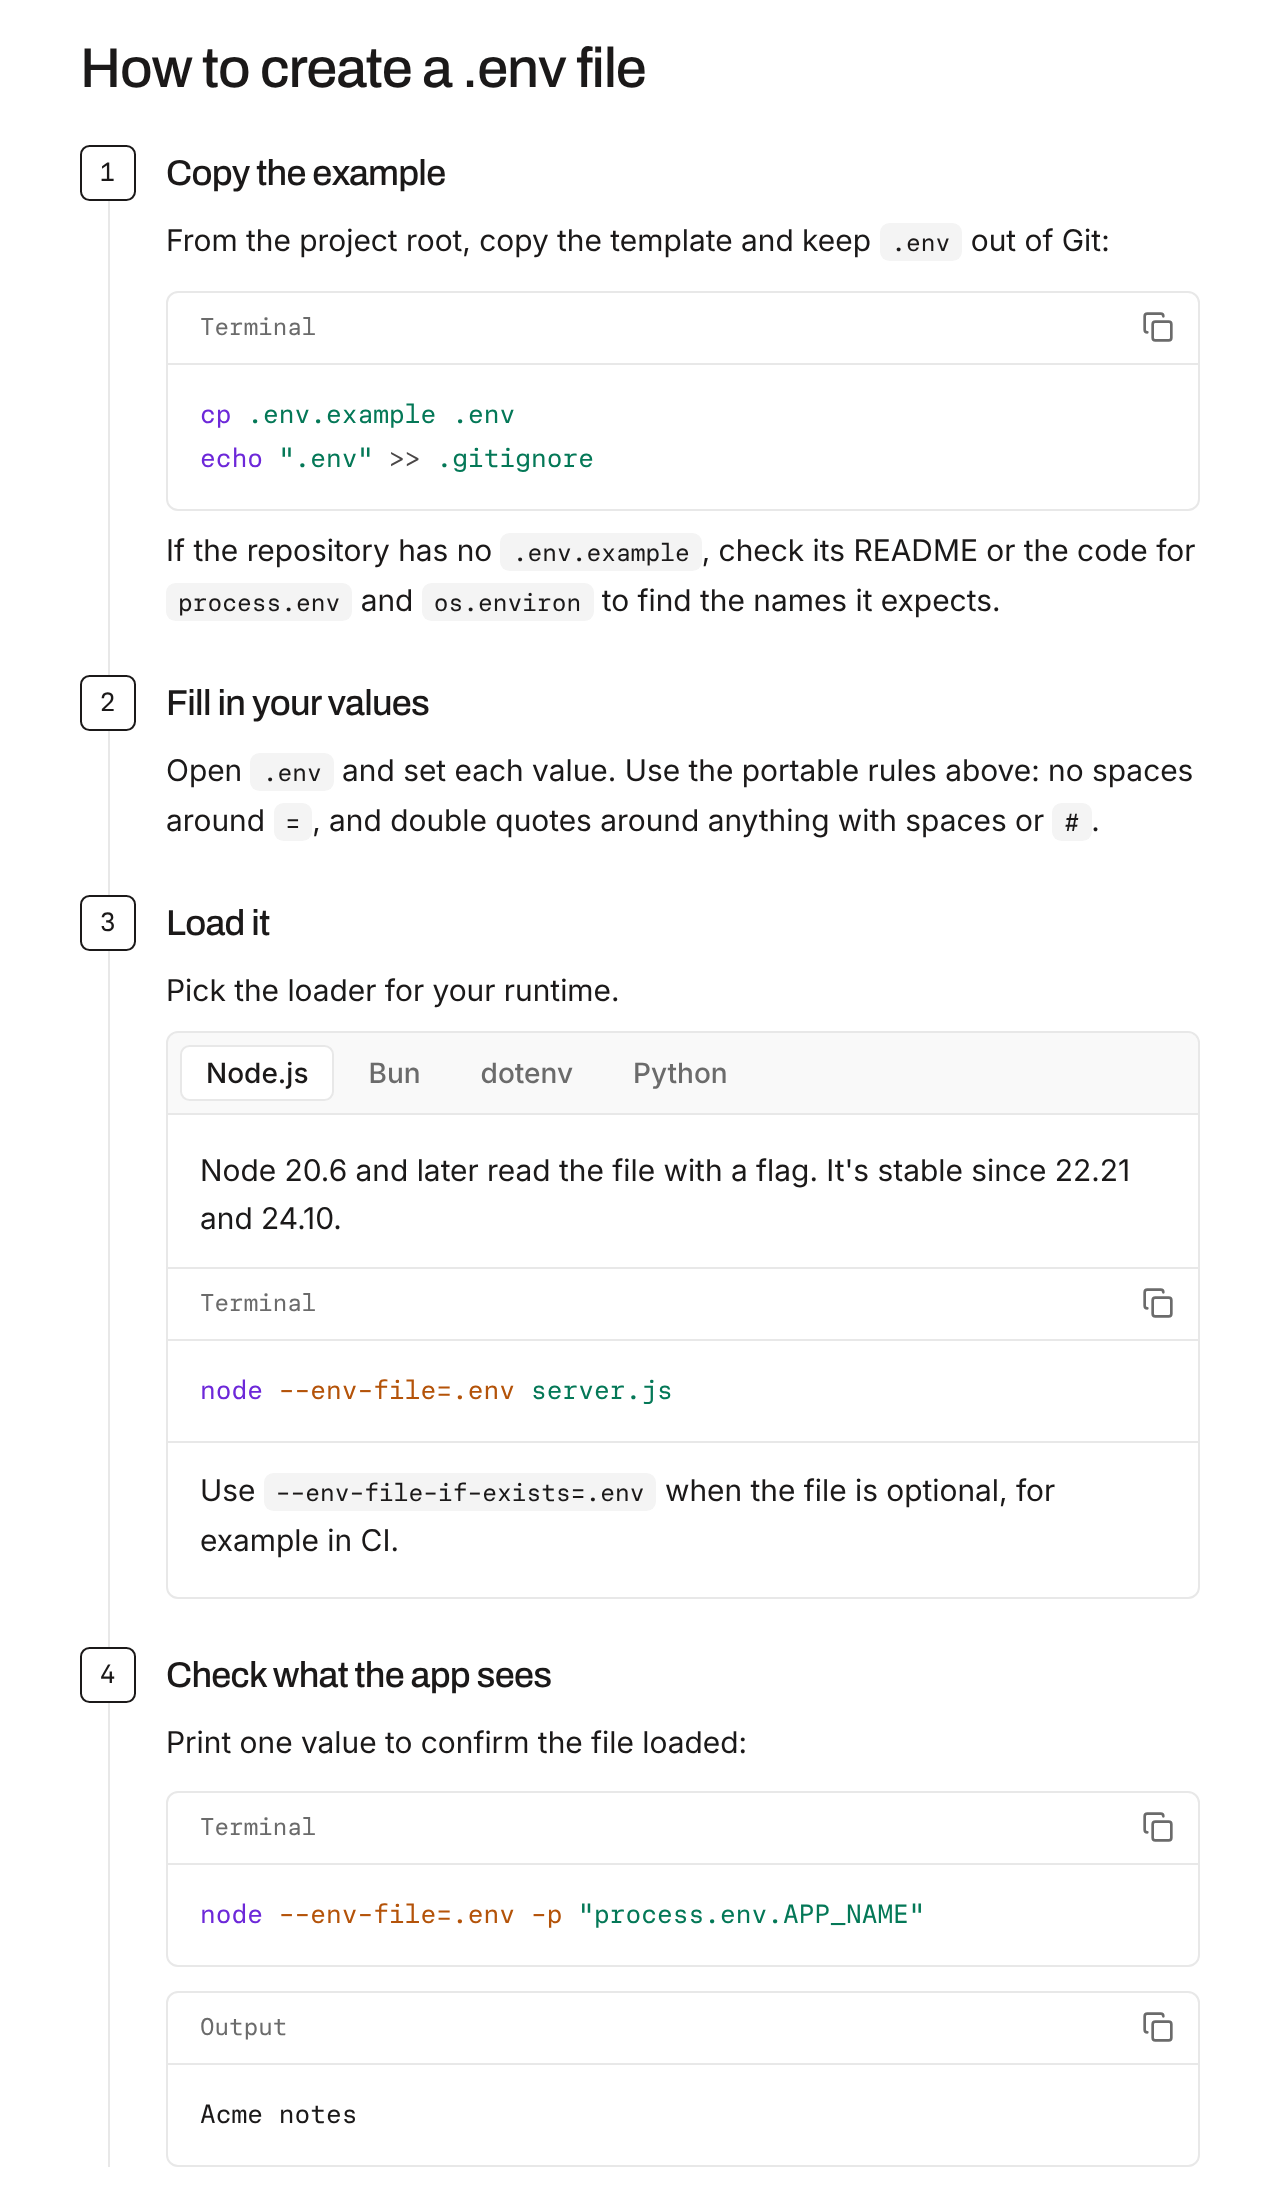 How to create a .env file
1
Copy the example
From the project root, copy the template and keep .env out of Git:
Terminal
cp .env.example .env
echo ".env" >> .gitignore
If the repository has no .env.example, check its README or the code for
process.env and os.environ to find the names it expects.
2
Fill in your values
Open .env and set each value. Use the portable rules above: no spaces
around =, and double quotes around anything with spaces or #.
3
Load it
Pick the loader for your runtime.
Node.js Bun dotenv Python
Node 20.6 and later read the file with a flag. It's stable since 22.21
and 24.10.
Terminal
node --env-file=.env server.js
Use --env-file-if-exists=.env when the file is optional, for
example in CI.
4
Check what the app sees
Print one value to confirm the file loaded:
Terminal
node --env-file=.env -p "process.env.APP_NAME"
Output
Acme notes